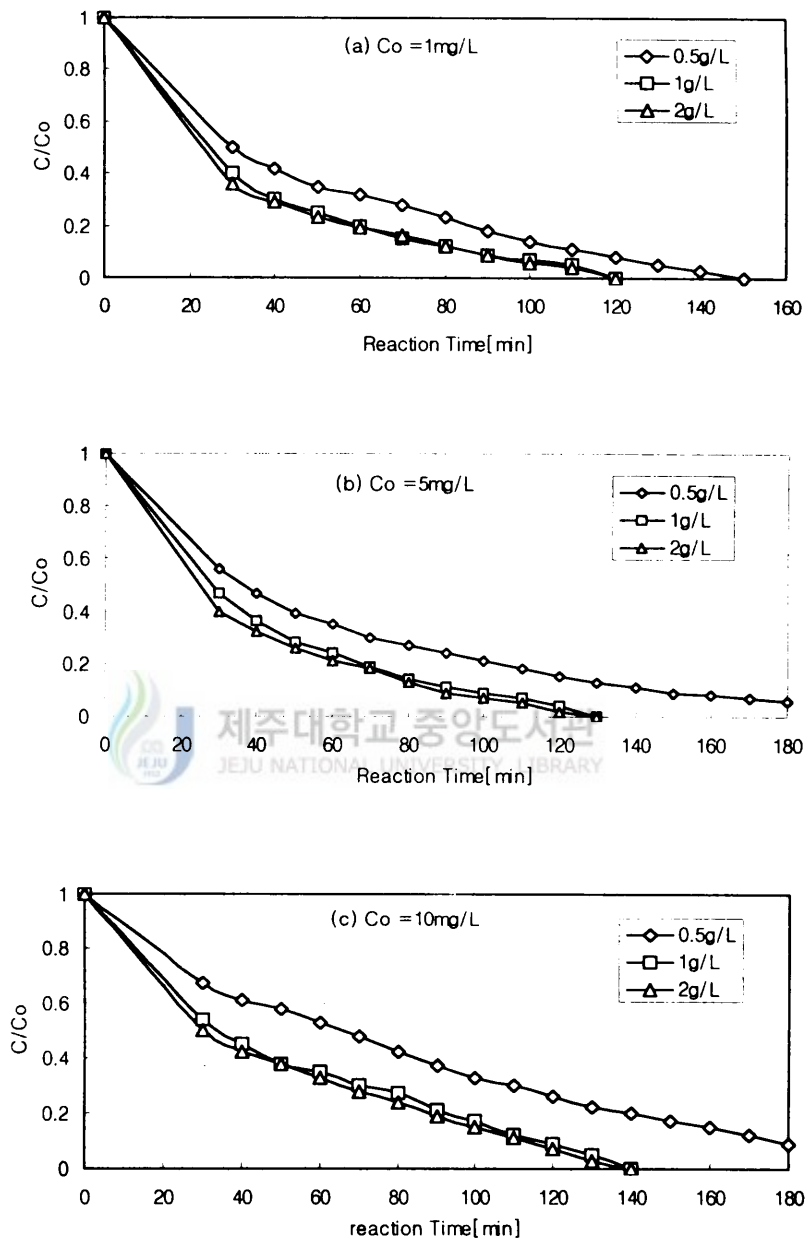 (a) Co =1mg/L
0.5g/L
1g/L
2g/L
C/Co
1
0.8
0.6
0.4
0.2
0
0 20 40 60 80 100 120 140 160
Reaction Time[min]
(b) Co =5mg/L
0.5g/L
1g/L
2g/L
C/Co
1
0.8
0.6
0.4
0.2
0
0 20 40 60 80 100 120 140 160 180
Reaction Time[min]
제주대학교 중앙도서관
JEJU NATIONAL UNIVERSITY LIBRARY
JEJU
1952
(c) Co =10mg/L
0.5g/L
1g/L
2g/L
C/Co
1
0.8
0.6
0.4
0.2
0
0 20 40 60 80 100 120 140 160 180
reaction Time[min]